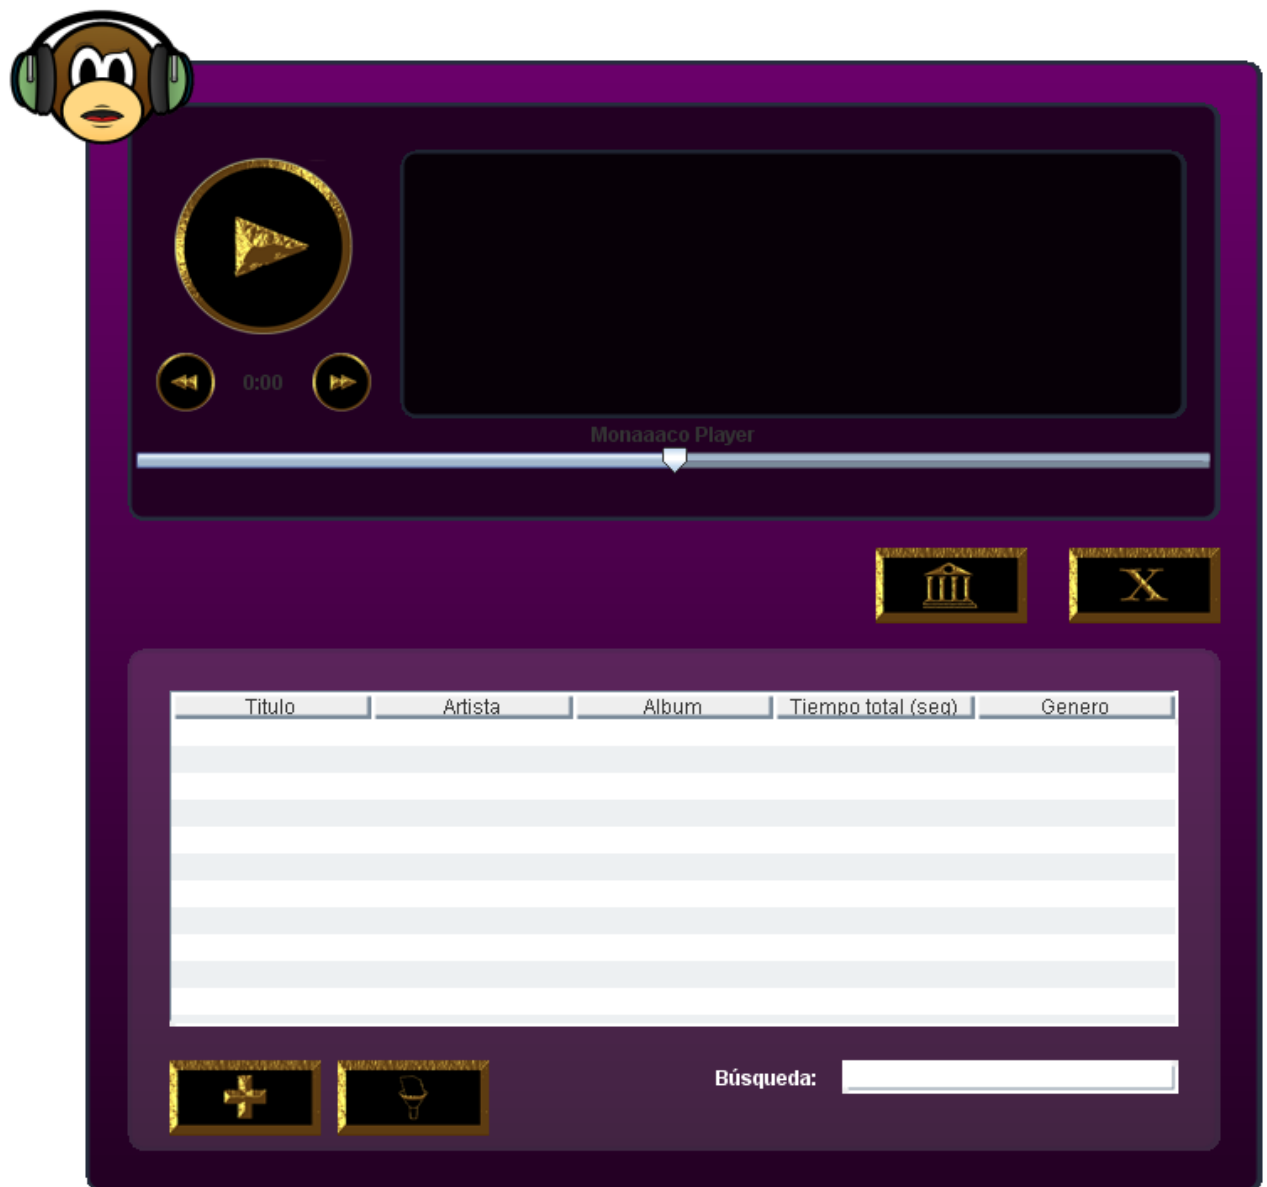 0:00
Monaaaco Player
X
Titulo Artista Album Tiempo total (seg) Genero
Búsqueda: